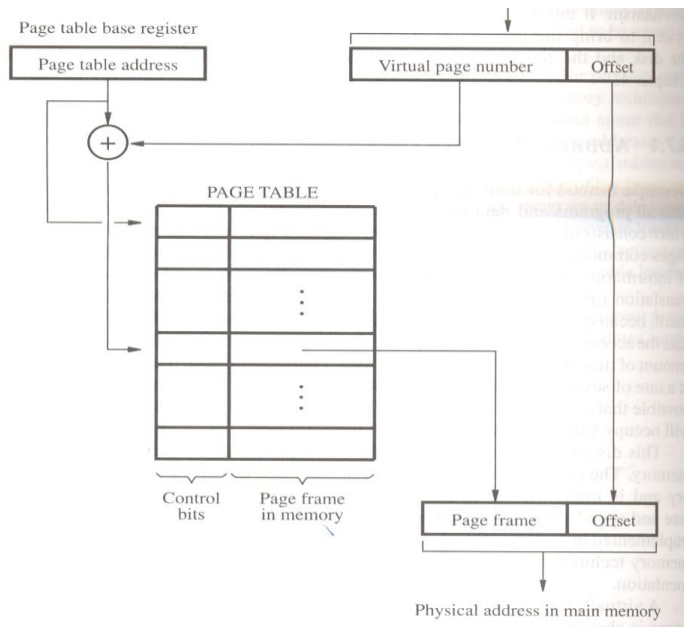 Page table base register
Page table address
Virtual page number
Offset
+
PAGE TABLE
Control
bits
Page frame
in memory
Page frame
Offset
Physical address in main memory